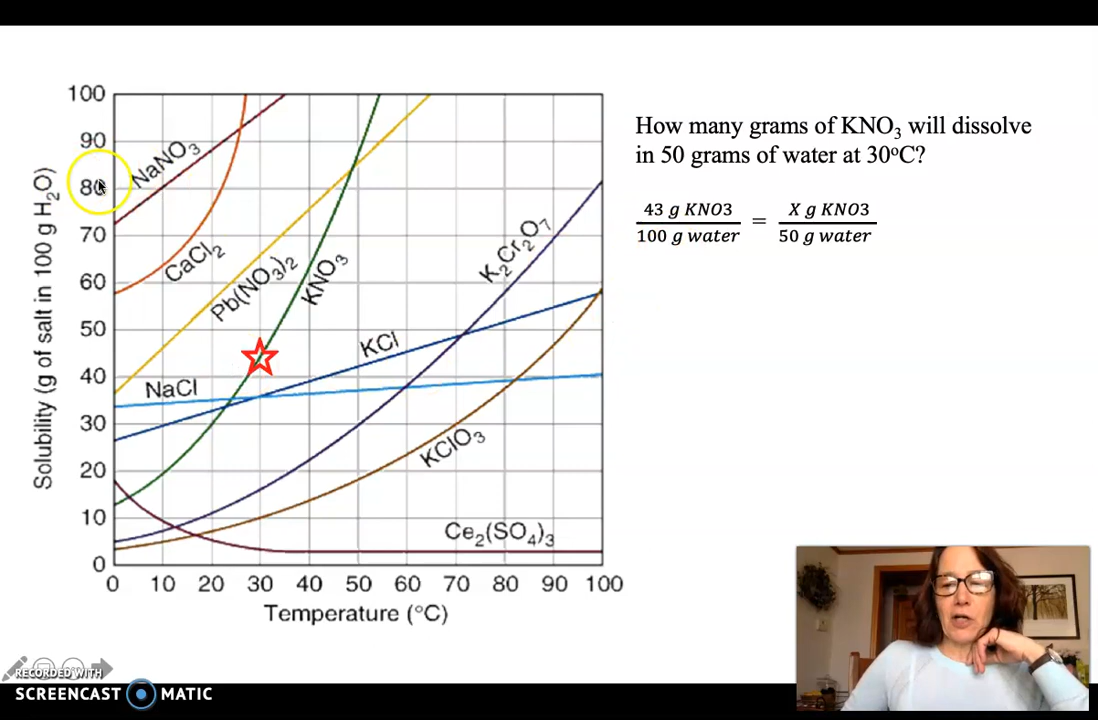 How many grams of KNO3 will dissolve
in 50 grams of water at 30ºC?
43 g KNO3 = X g KNO3
100 g water 50 g water
Solubility (g of salt in 100 g H2O)
100
90
80
70
60
50
40
30
20
10
0
NaNO3
CaCl2
Pb(NO3)2
KNO3
K2Cr2O7
KCl
NaCl
KClO3
Ce2(SO4)3
0 10 20 30 40 50 60 70 80 90 100
Temperature (°C)
RECORDED WITH
SCREENCAST MATIC